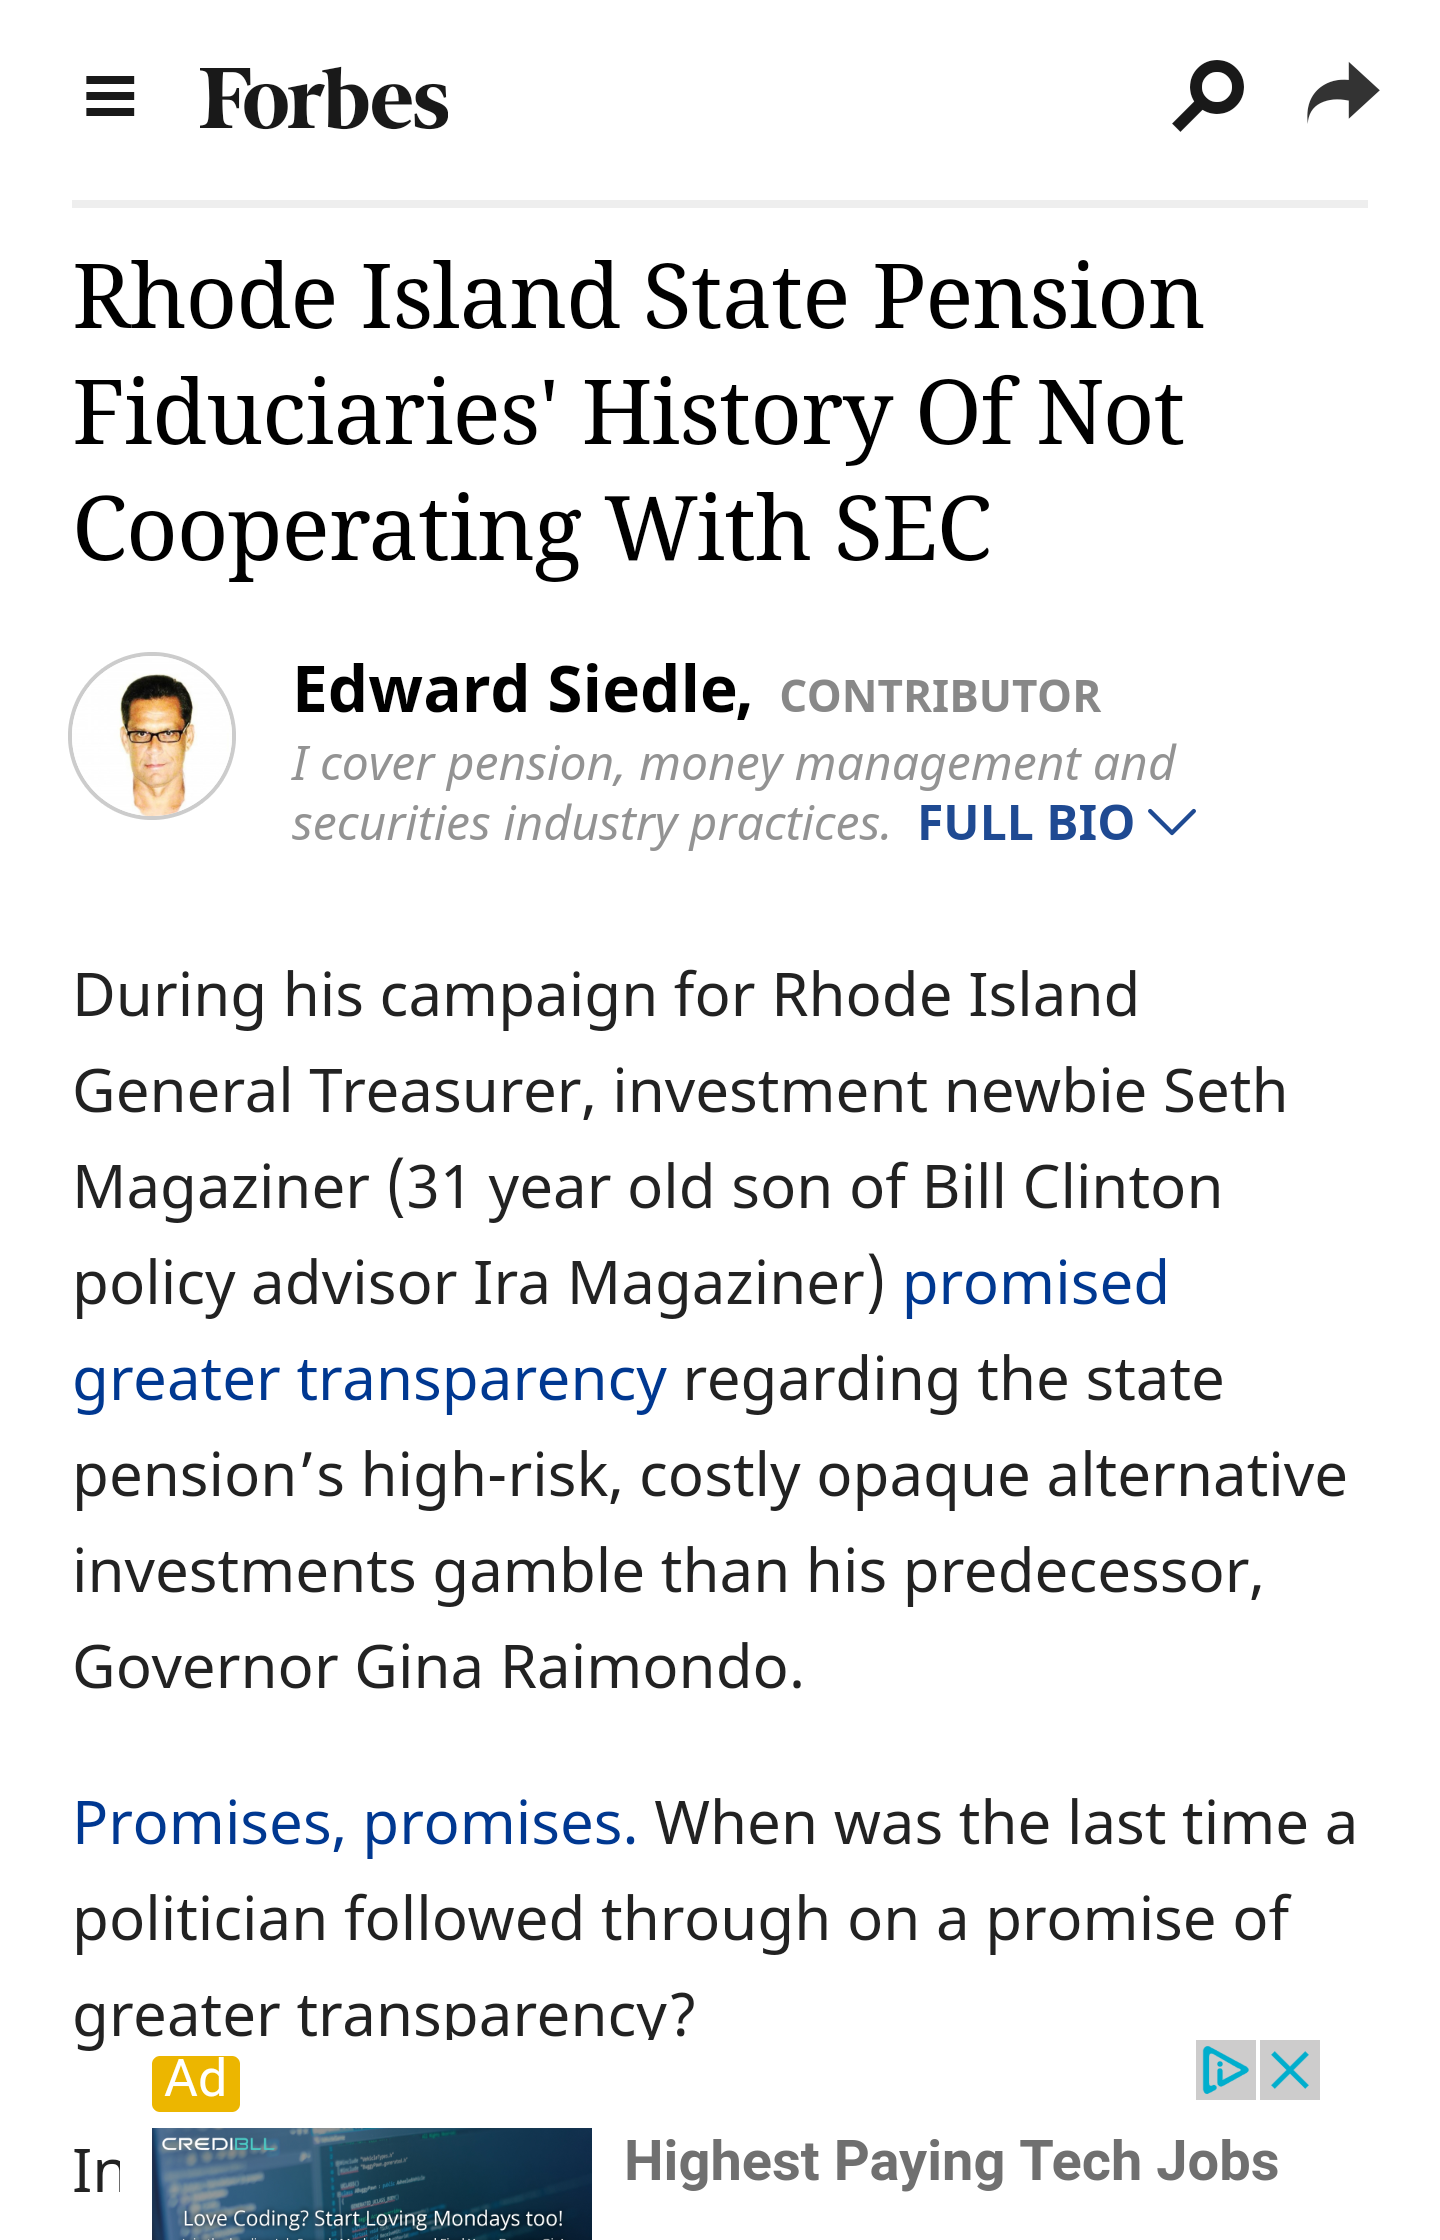 Forbes
Rhode Island State Pension
Fiduciaries' History Of Not
Cooperating With SEC
Edward Siedle, CONTRIBUTOR
I cover pension, money management and
securities industry practices. FULL BIO
During his campaign for Rhode Island
General Treasurer, investment newbie Seth
Magaziner (31 year old son of Bill Clinton
policy advisor Ira Magaziner) promised
greater transparency regarding the state
pension’s high-risk, costly opaque alternative
investments gamble than his predecessor,
Governor Gina Raimondo.
Promises, promises. When was the last time a
politician followed through on a promise of
greater transparency?
Ad
In
CREDIBLL
Highest Paying Tech Jobs
Love Coding? Start Loving Mondays too!